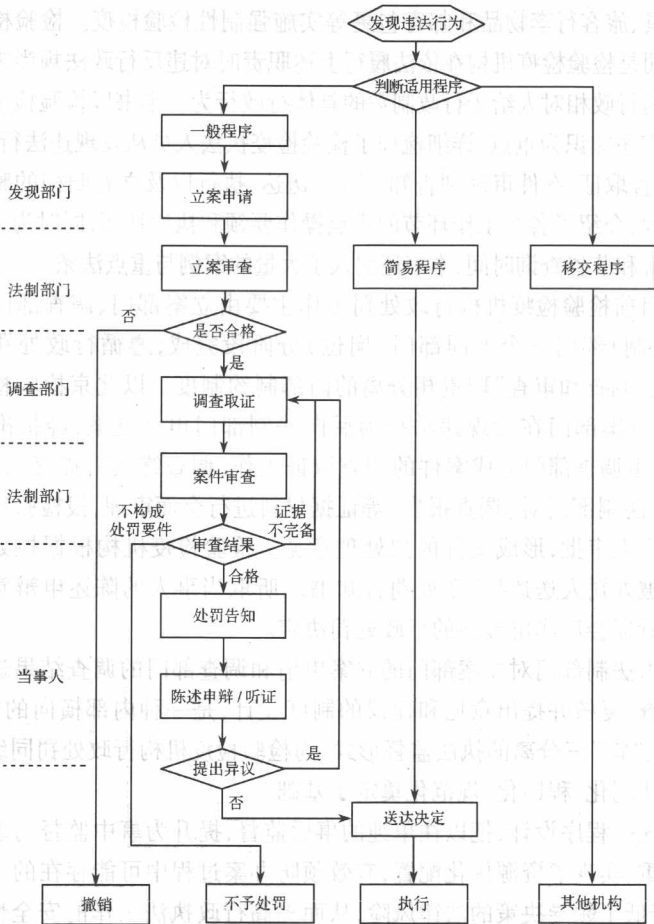 发现违法行为
判断适用程序
一般程序
发现部门
立案申请
立案审查
简易程序
移交程序
法制部门
否
是否合格
是
调查部门
调查取证
案件审查
法制部门
不构成
处罚要件
证据
不完备
审查结果
合格
处罚告知
当事人
陈述申辩/听证
提出异议
是
否
送达决定
撤销
不予处罚
执行
其他机构